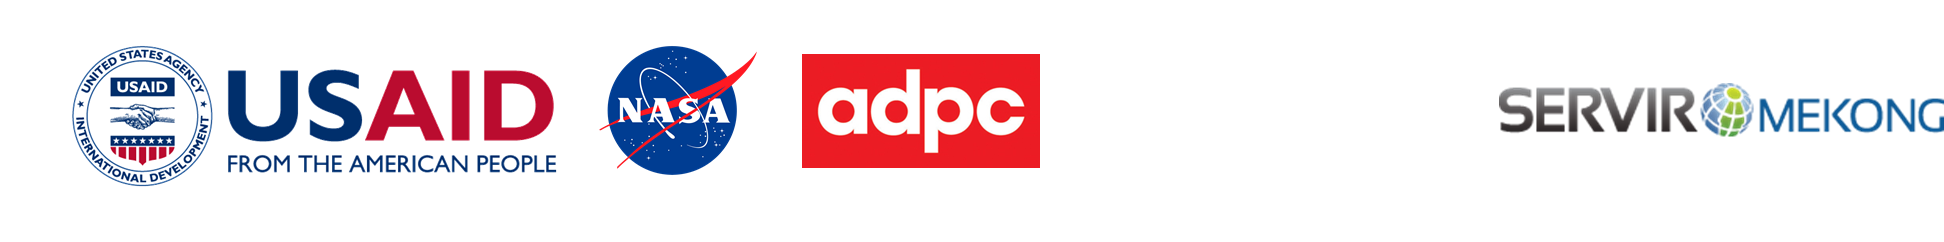 UNITED STATES AGENCY
USAID
INTERNATIONAL DEVELOPMENT
USAID
FROM THE AMERICAN PEOPLE
NASA
adpc
SERVIR MEKONG